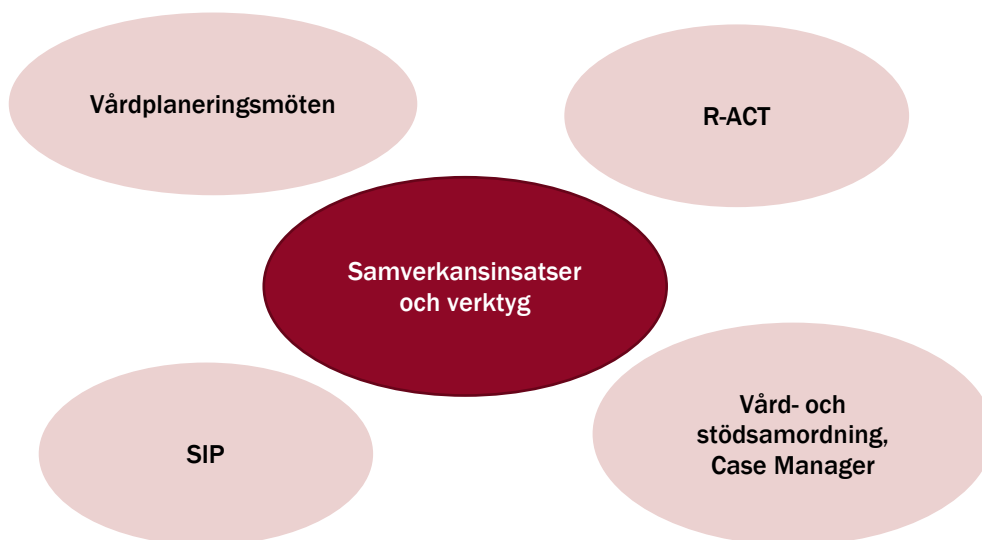 Vårdplaneringsmöten
R-ACT
Samverkansinsatser
och verktyg
SIP
Vård- och
stödsamordning,
Case Manager